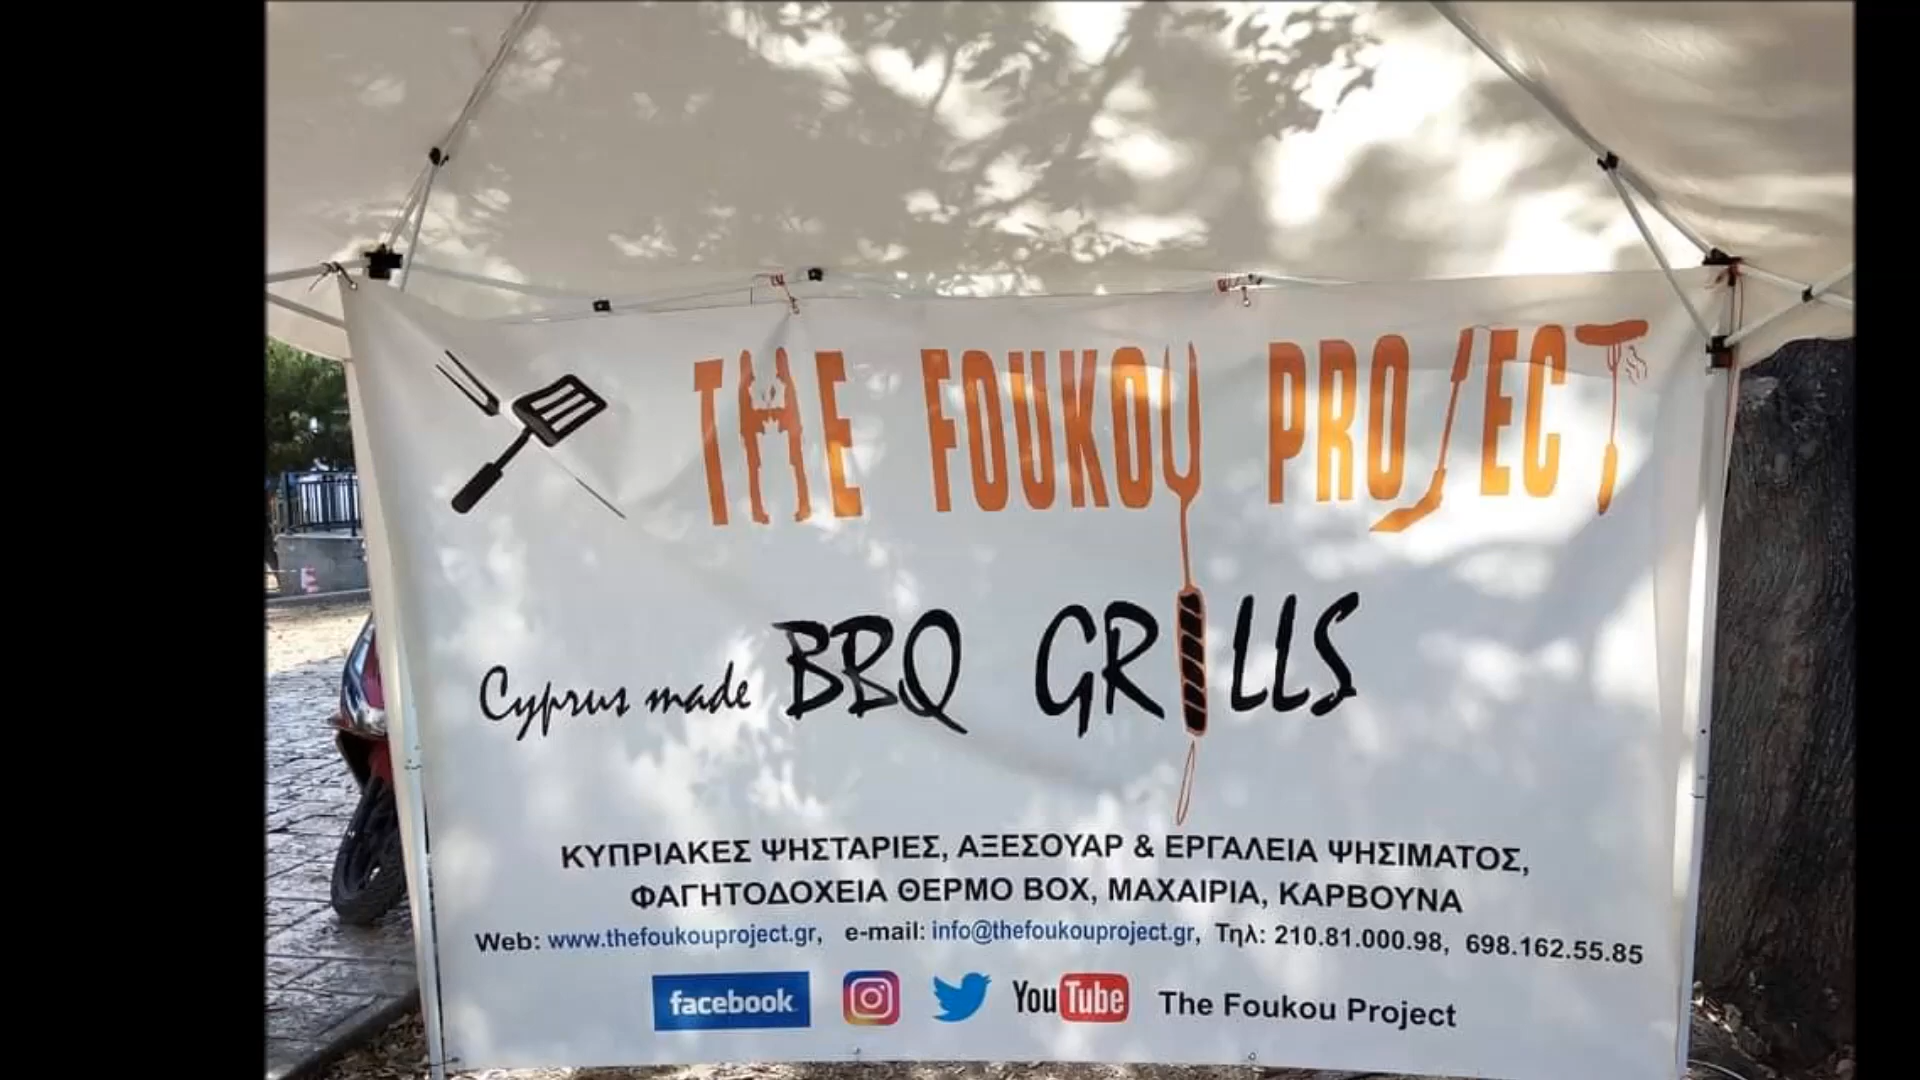 THE FOUKOU PROJECT
Cyprus made BBQ GRILLS
ΚΥΠΡΙΑΚΕΣ ΨΗΣΤΑΡΙΕΣ, ΑΞΕΣΟΥΑΡ & ΕΡΓΑΛΕΙΑ ΨΗΣΙΜΑΤΟΣ,
ΦΑΓΗΤΟΔΟΧΕΙΑ ΘΕΡΜΟ BOX, ΜΑΧΑΙΡΙΑ, ΚΑΡΒΟΥΝΑ
Web: www.thefoukouproject.gr, e-mail: info@thefoukouproject.gr, Τηλ: 210.81.000.98, 698.162.55.85
facebook YouTube The Foukou Project